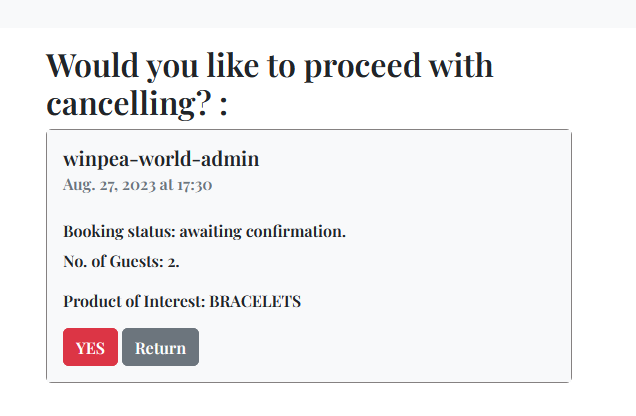 Would you like to proceed with
cancelling? :
winpea-world-admin
Aug. 27, 2023 at 17:30
Booking status: awaiting confirmation.
No. of Guests: 2.
Product of Interest: BRACELETS
YES Return